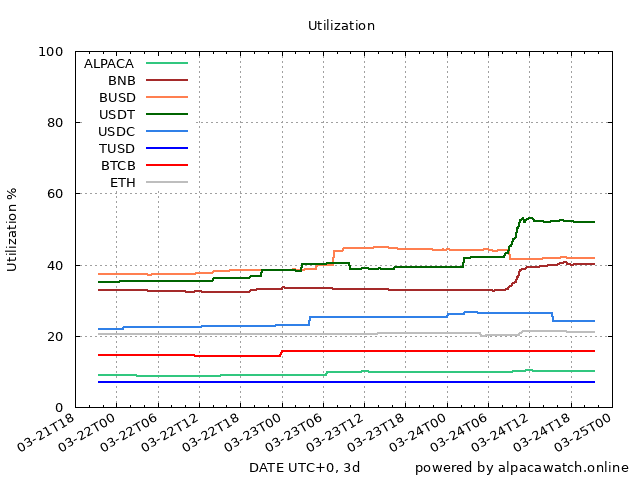 Utilization
Utilization %
100
80
60
40
20
0
ALPACA
BNB
BUSD
USDT
USDC
TUSD
BTCB
ETH
03-21T18
03-22T00
03-22T06
03-22T12
03-22T18
03-23T00
03-23T06
03-23T12
03-23T18
03-24T00
03-24T06
03-24T12
03-24T18
03-25T00
DATE UTC+0, 3d
powered by alpacawatch.online